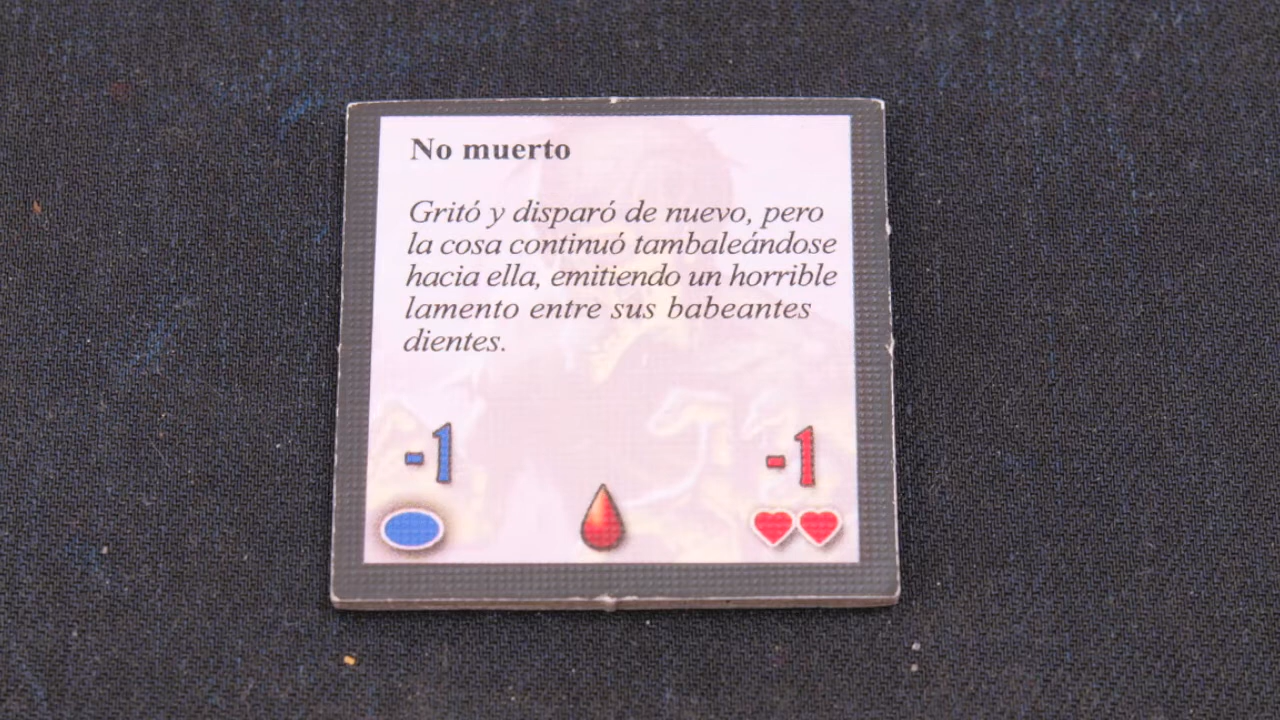 No muerto
Gritó y disparó de nuevo, pero
la cosa continuó tambaleándose
hacia ella, emitiendo un horrible
lamento entre sus babeantes
dientes.
-1 -1